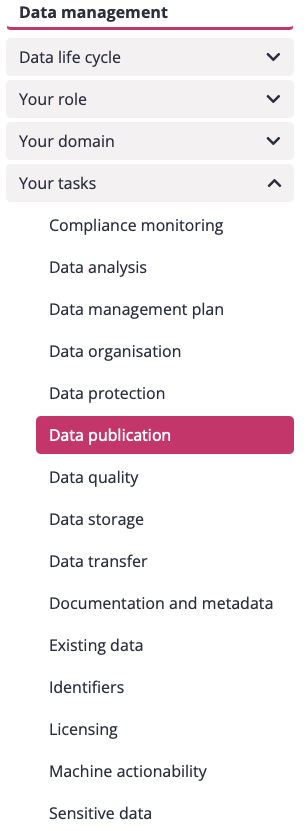 Data management
Data life cycle
Your role
Your domain
Your tasks
Compliance monitoring
Data analysis
Data management plan
Data organisation
Data protection
Data publication
Data quality
Data storage
Data transfer
Documentation and metadata
Existing data
Identifiers
Licensing
Machine actionability
Sensitive data